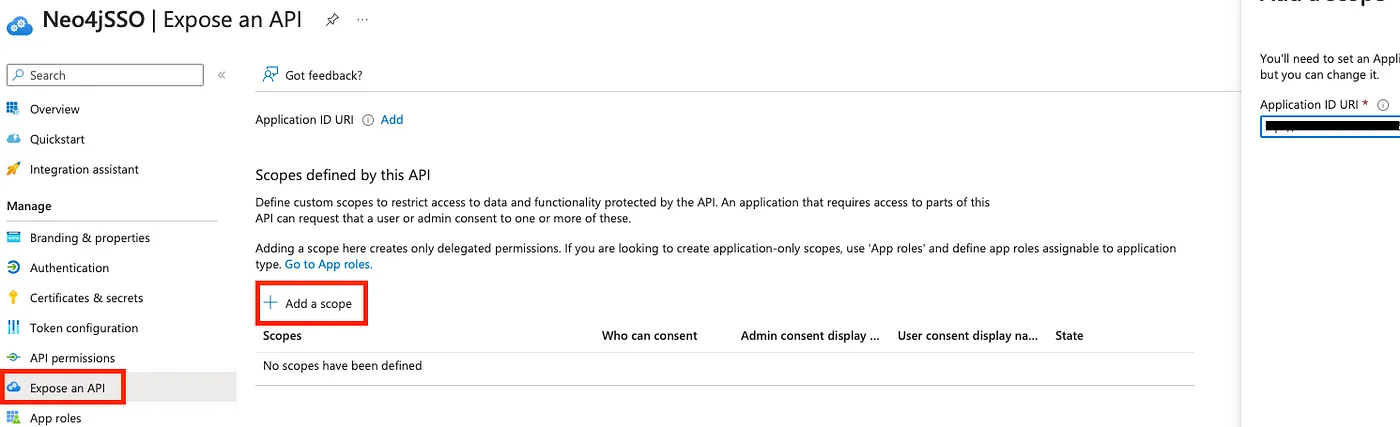 Neo4jSSO | Expose an API
Search
Overview
Quickstart
Integration assistant
Manage
Branding & properties
Authentication
Certificates & secrets
Token configuration
API permissions
Expose an API
App roles
Got feedback?
Application ID URI Add
Scopes defined by this API
Define custom scopes to restrict access to data and functionality protected by the API. An application that requires access to parts of this
API can request that a user or admin consent to one or more of these.
Adding a scope here creates only delegated permissions. If you are looking to create application-only scopes, use 'App roles' and define app roles assignable to application
type. Go to App roles.
Add a scope
Scopes Who can consent Admin consent display ... User consent display na... State
No scopes have been defined
Add a scope
You'll need to set an Appli
but you can change it.
Application ID URI *